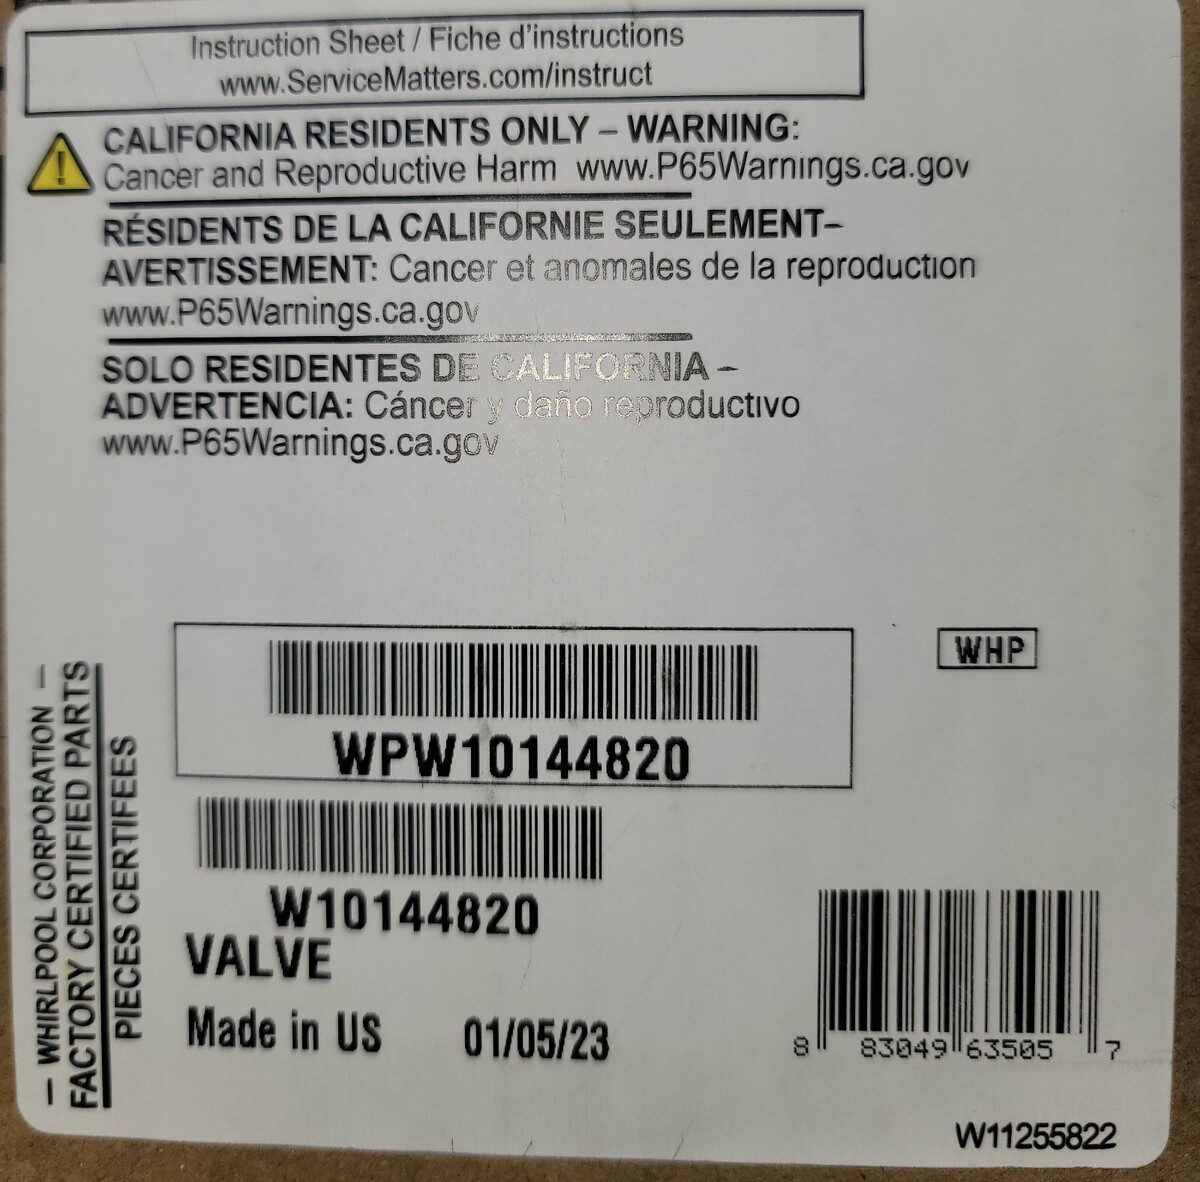 Instruction Sheet / Fiche d'instructions
www.ServiceMatters.com/instruct
CALIFORNIA RESIDENTS ONLY – WARNING:
Cancer and Reproductive Harm www.P65Warnings.ca.gov
RÉSIDENTS DE LA CALIFORNIE SEULEMENT–
AVERTISSEMENT: Cancer et anomales de la reproduction
www.P65Warnings.ca.gov
SOLO RESIDENTES DE CALIFORNIA –
ADVERTENCIA: Cáncer y daño reproductivo
www.P65Warnings.ca.gov
WHP
— WHIRLPOOL CORPORATION —
FACTORY CERTIFIED PARTS
PIECES CERTIFEES
WPW10144820
W10144820
VALVE
Made in US 01/05/23
8 83049 63505 7
W11255822